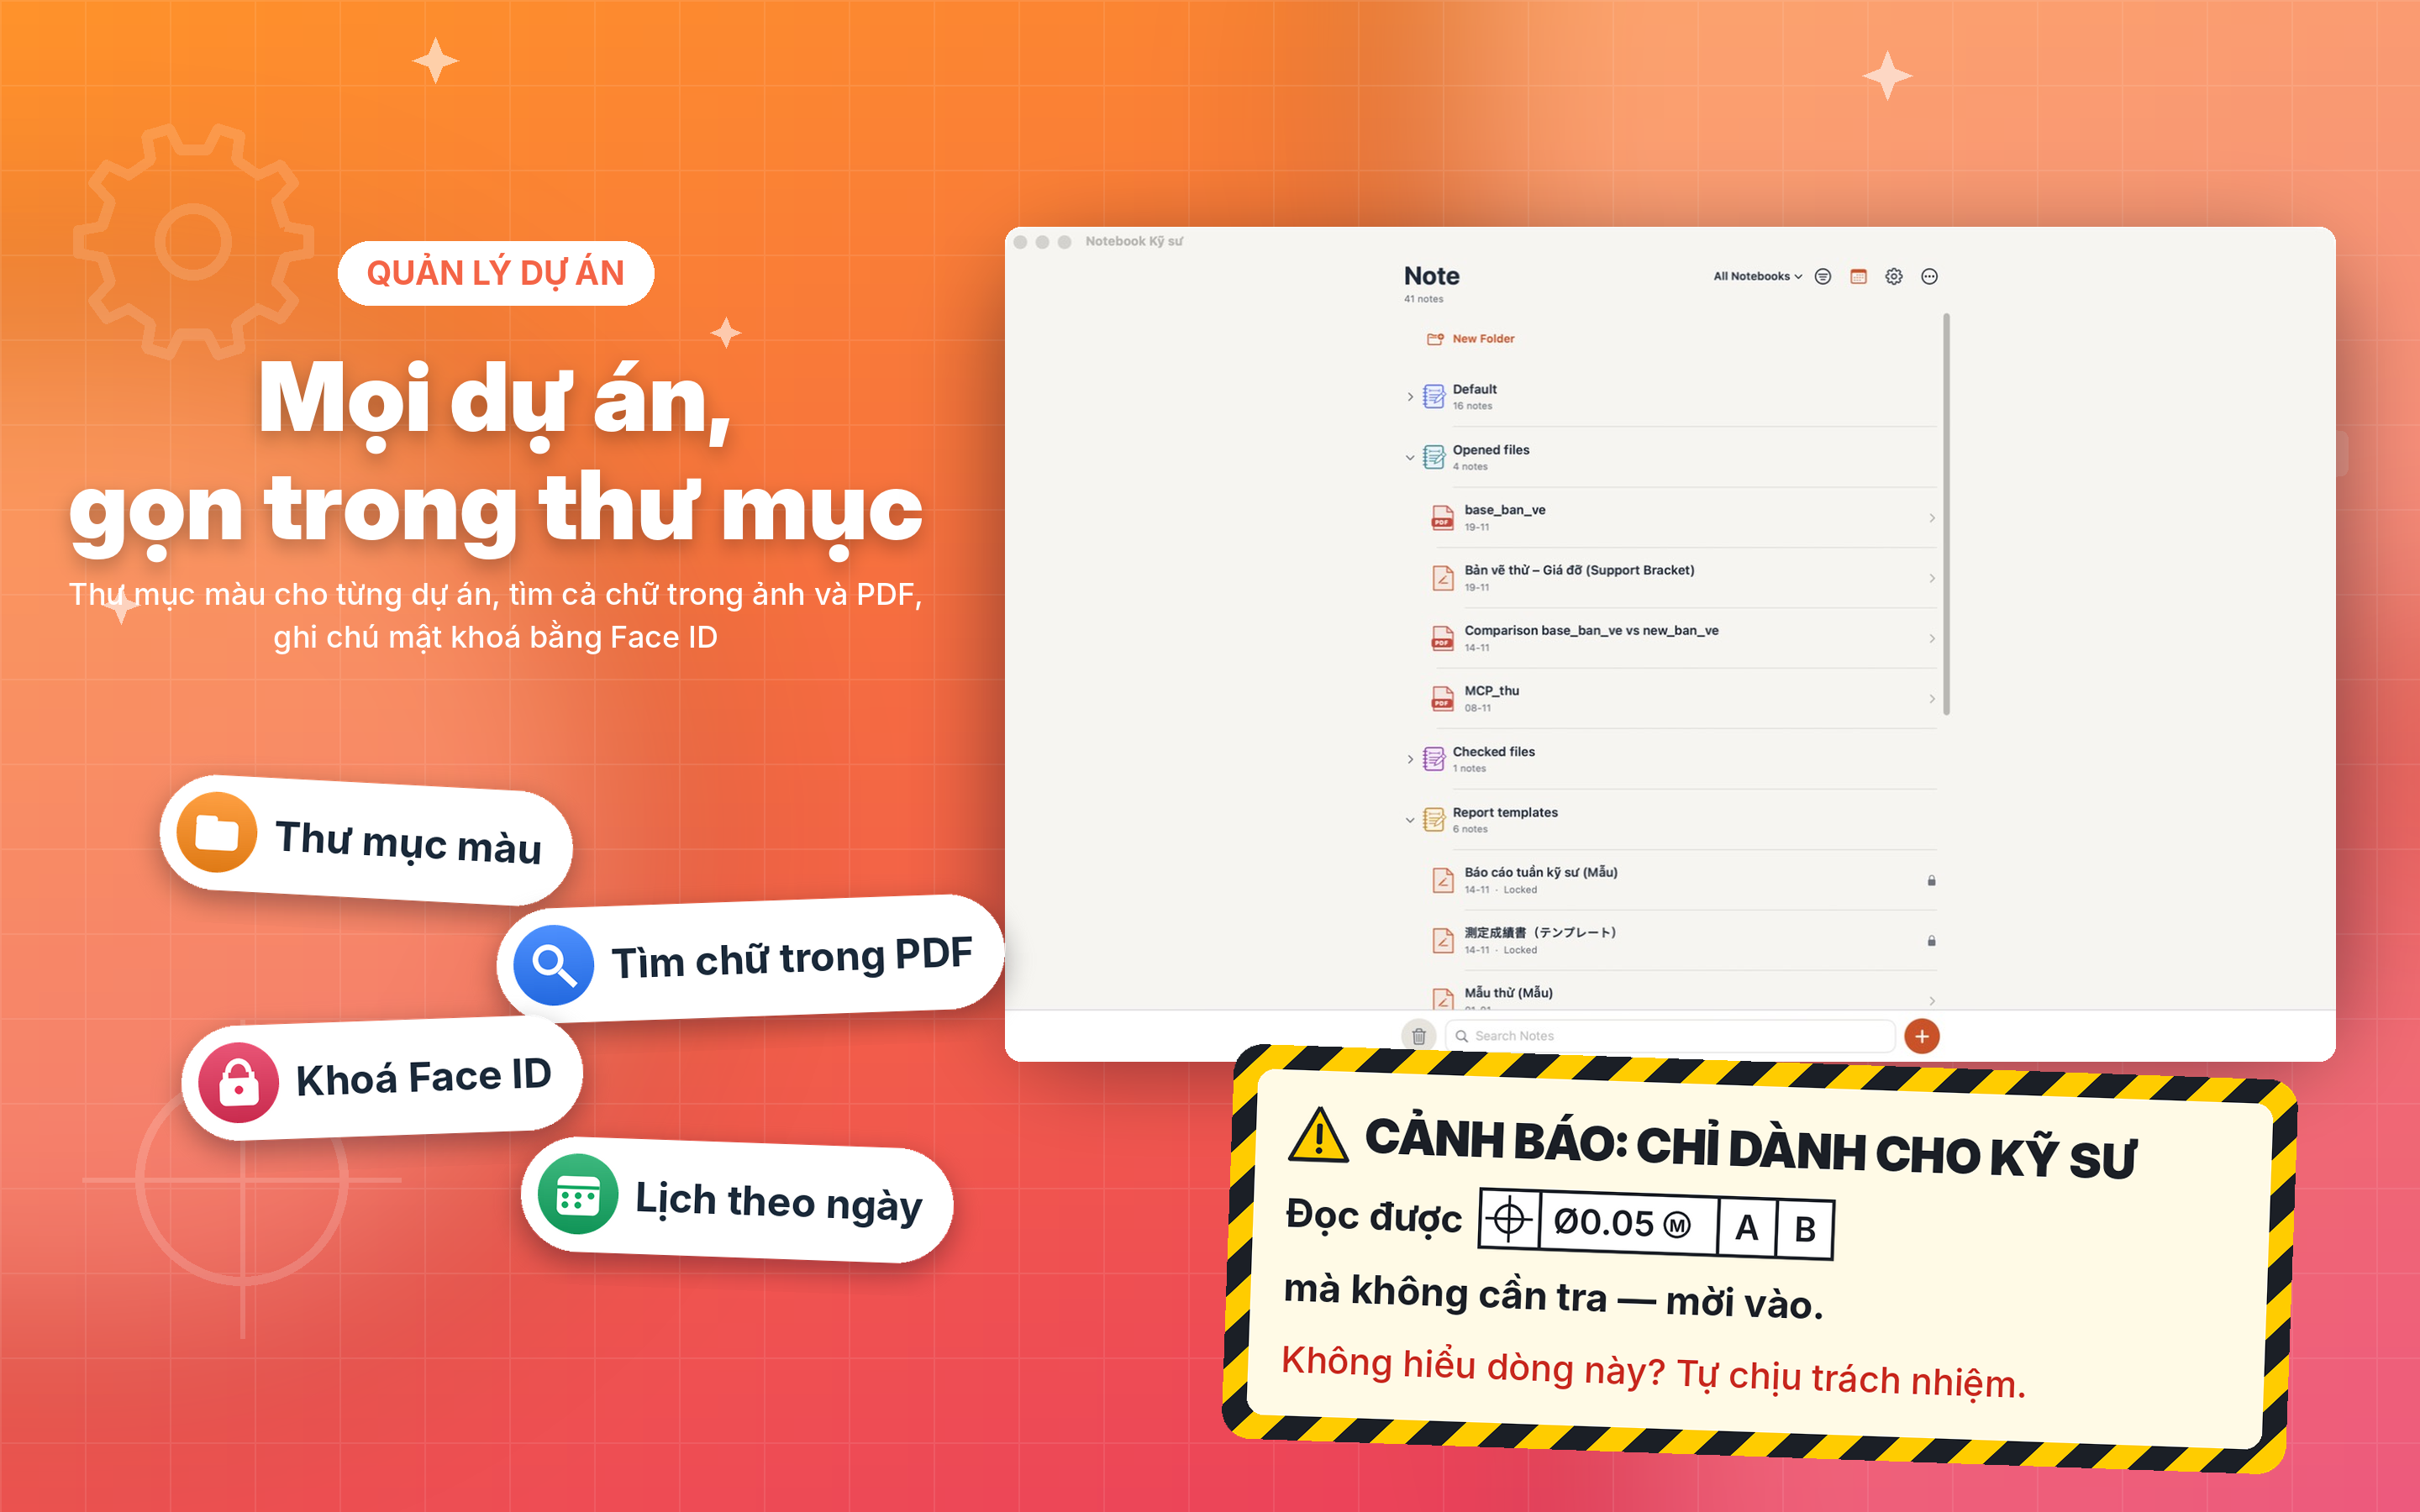 QUẢN LÝ DỰ ÁN
Mọi dự án,
gọn trong thư mục
Thư mục màu cho từng dự án, tìm cả chữ trong ảnh và PDF,
ghi chú mật khoá bằng Face ID
Thư mục màu
Tìm chữ trong PDF
Khoá Face ID
Lịch theo ngày
Notebook Kỹ sư
Note
All Notebooks
41 notes
New Folder
Default
16 notes
Opened files
4 notes
PDF
base_ban_ve
19-11
Bản vẽ thử – Giá đỡ (Support Bracket)
19-11
PDF
Comparison base_ban_ve vs new_ban_ve
14-11
PDF
MCP_thu
08-11
Checked files
1 notes
Report templates
6 notes
Báo cáo tuần kỹ sư (Mẫu)
14-11 · Locked
測定成績書（テンプレート）
14-11 · Locked
Mẫu thử (Mẫu)
Search Notes
CẢNH BÁO: CHỈ DÀNH CHO KỸ SƯ
Đọc được ⌖ Ø0.05 Ⓜ A B
mà không cần tra — mời vào.
Không hiểu dòng này? Tự chịu trách nhiệm.